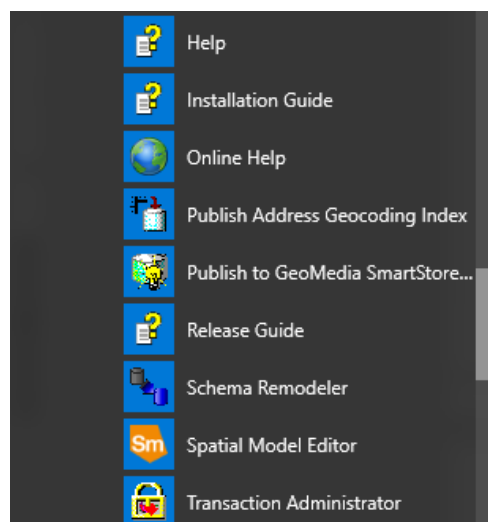 Help
Installation Guide
Online Help
Publish Address Geocoding Index
Publish to GeoMedia SmartStore...
Release Guide
Schema Remodeler
Sm Spatial Model Editor
Transaction Administrator